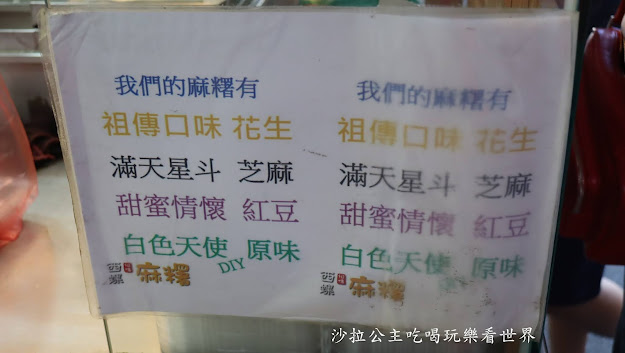 我們的麻糬有
祖傳口味 花生
滿天星斗 芝麻
甜蜜情懷 紅豆
白色天使 原味
DIY
西螺 麻糬
我們的麻糬有
祖傳口味 花生
滿天星斗 芝麻
甜蜜情懷 紅豆
白色天使 原味
西螺 麻糬
沙拉公主吃喝玩樂看世界